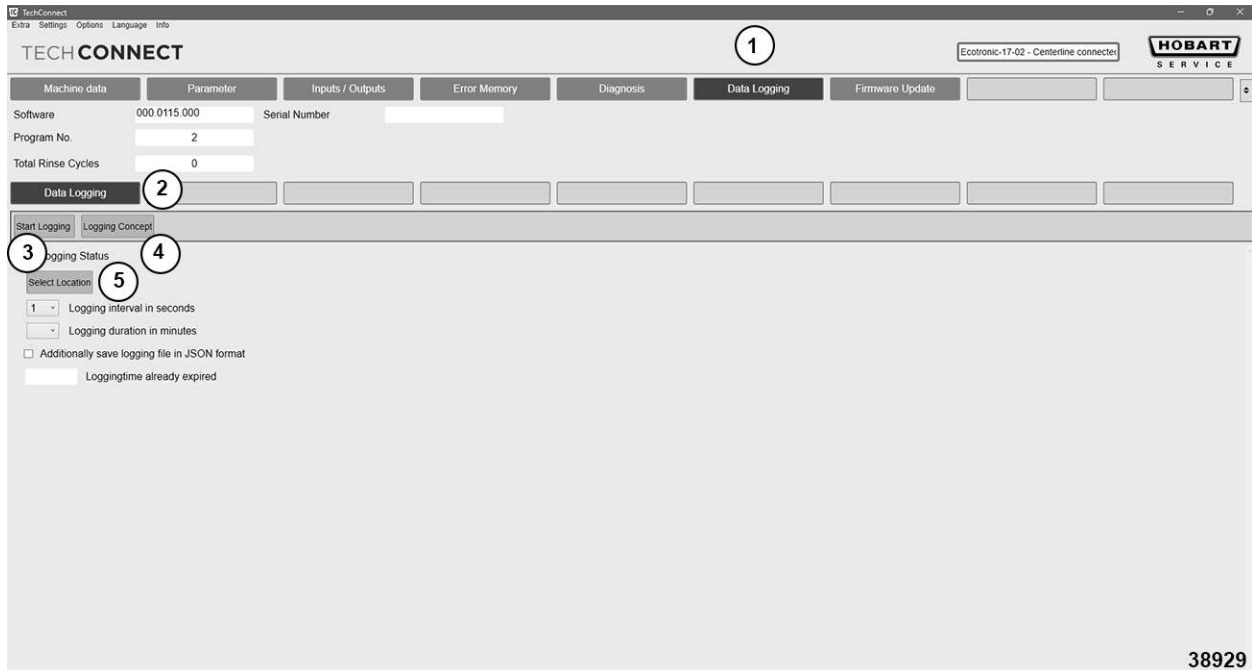 TechConnect
Extra Settings Options Language Info
TECHCONNECT
1
Ecotronic-17-02 - Centerline connected
HOBART
SERVICE
Machine data Parameter Inputs / Outputs Error Memory Diagnosis Data Logging Firmware Update
Software 000.0115.000 Serial Number
Program No. 2
Total Rinse Cycles 0
Data Logging 2
Start Logging Logging Concept
3 ogging Status 4
Select Location 5
1 Logging interval in seconds
Logging duration in minutes
Additionally save logging file in JSON format
Loggingtime already expired
38929